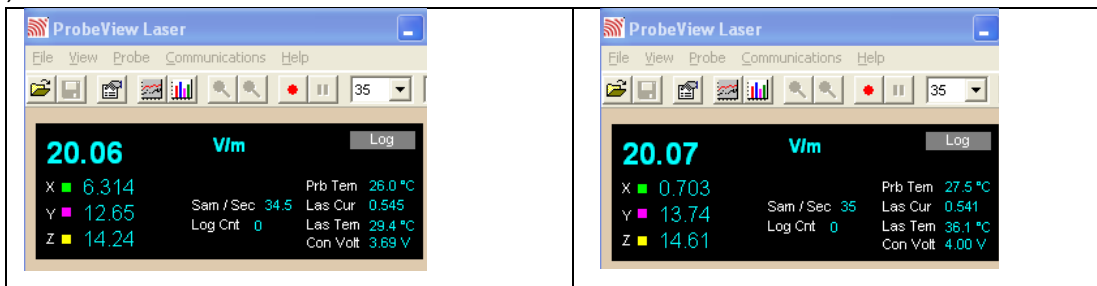 ProbeView Laser
File View Probe Communications Help
35
20.06 V/m Log
X 6.314 Prb Tem 26.0 °C
Y 12.65 Sam / Sec 34.5 Las Cur 0.545
Log Cnt 0 Las Tem 29.4 °C
Z 14.24 Con Volt 3.69 V
ProbeView Laser
File View Probe Communications Help
35
20.07 V/m Log
X 0.703 Prb Tem 27.5 °C
Y 13.74 Sam / Sec 35 Las Cur 0.541
Log Cnt 0 Las Tem 36.1 °C
Z 14.61 Con Volt 4.00 V